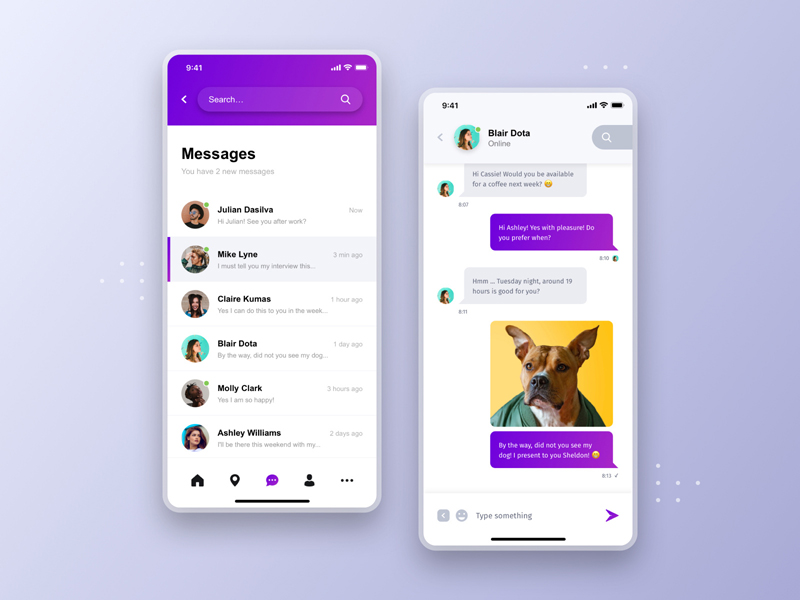 9:41
Search...
Messages
You have 2 new messages
Julian Dasilva
Now
Hi Julian! See you after work?
Mike Lyne
3 min ago
I must tell you my interview this...
Claire Kumas
1 hour ago
Yes I can do this to you in the week...
Blair Dota
1 day ago
By the way, did not you see my dog...
Molly Clark
3 hours ago
Yes I am so happy!
Ashley Williams
2 days ago
I'll be there this weekend with my...
9:41
Blair Dota
Online
Hi Cassie! Would you be available
for a coffee next week? 😁
8:07
Hi Ashley! Yes with pleasure! Do
you prefer when?
8:10
Hmm ... Tuesday night, around 19
hours is good for you?
8:11
By the way, did not you see my
dog! I present to you Sheldon! 😄
8:13 ✓
Type something